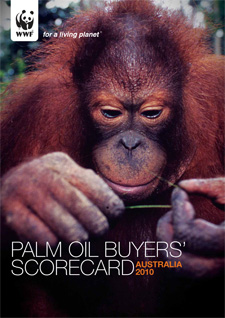 WWF
for a living planet
PALM OIL BUYERS'
SCORECARD AUSTRALIA
2010